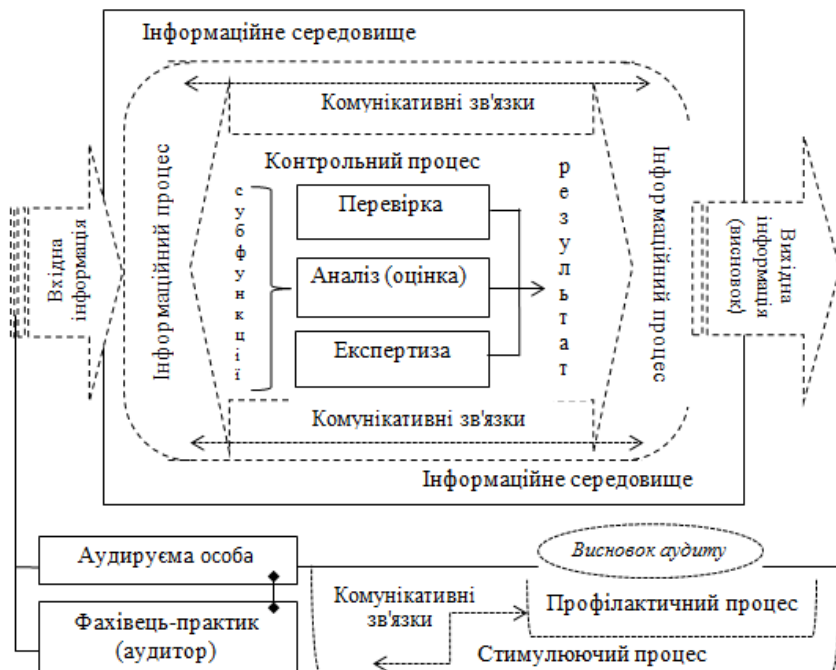 Інформаційне середовище
Комунікативні зв'язки
Контрольний процес
Вхідна
інформація
Інформаційний процес
субфункції
Перевірка
Аналіз (оцінка)
Експертиза
результат
Інформаційний процес
Вихідна
інформація
(висновок)
Комунікативні зв'язки
Інформаційне середовище
Аудируєма особа
Висновок аудиту
Фахівець-практик
(аудитор)
Комунікативні
зв'язки
Профілактичний процес
Стимулюючий процес